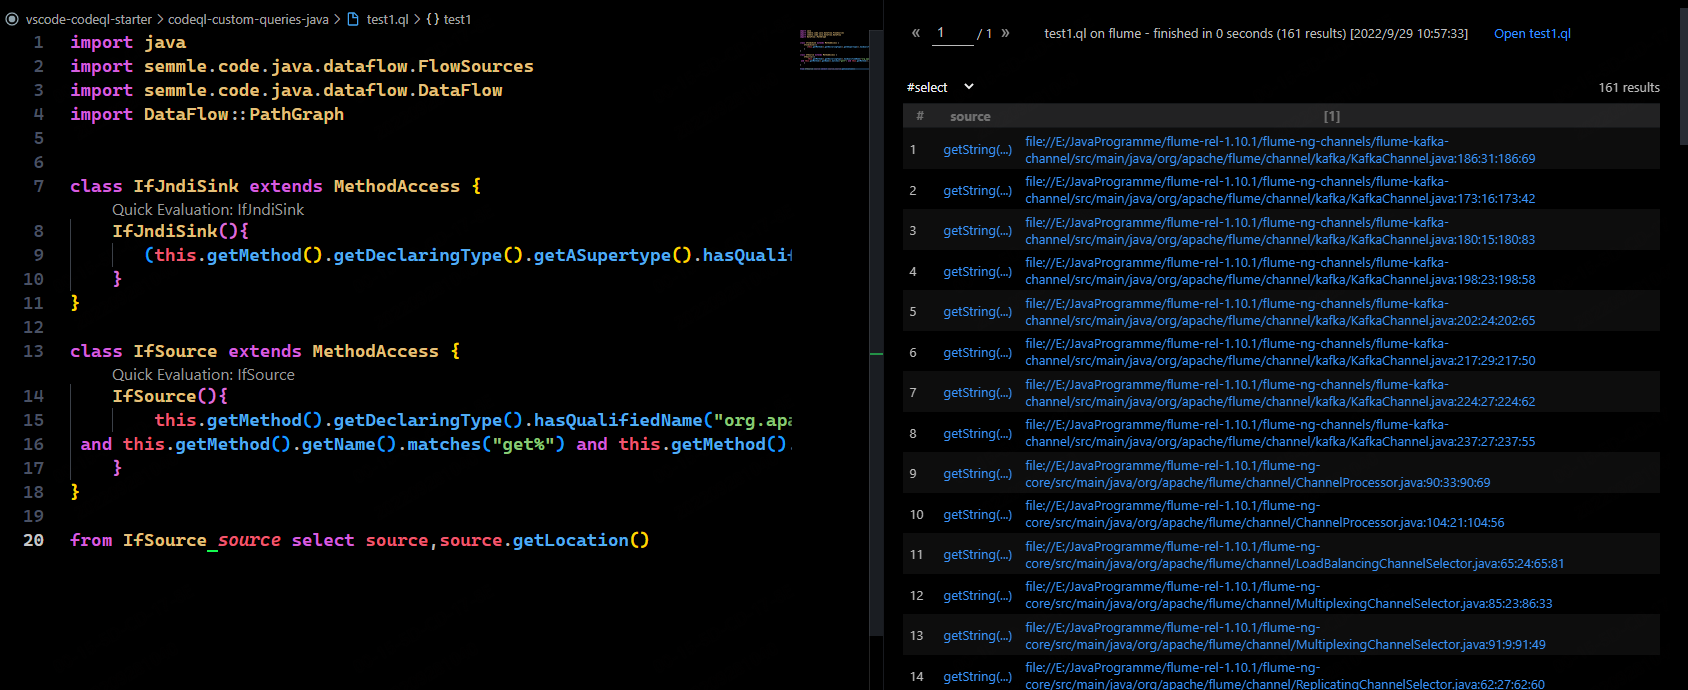 vscode-codeql-starter > codeql-custom-queries-java > test1.ql > {} test1
1 import java
2 import semmle.code.java.dataflow.FlowSources
3 import semmle.code.java.dataflow.DataFlow
4 import DataFlow::PathGraph
5
6
7 class IfJndiSink extends MethodAccess {
Quick Evaluation: IfJndiSink
8 IfJndiSink(){
9 (this.getMethod().getDeclaringType().getASupertype().hasQuali
10 }
11 }
12
13 class IfSource extends MethodAccess {
Quick Evaluation: IfSource
14 IfSource(){
15 this.getMethod().getDeclaringType().hasQualifiedName("org.apa
16 and this.getMethod().getName().matches("get%") and this.getMethod().
17 }
18 }
19
20 from IfSource source select source,source.getLocation()
« 1 / 1 » test1.ql on flume - finished in 0 seconds (161 results) [2022/9/29 10:57:33] Open test1.ql
#select 161 results
# source [1]
1 getString(...) file://E:/JavaProgramme/flume-rel-1.10.1/flume-ng-channels/flume-kafka-
channel/src/main/java/org/apache/flume/channel/kafka/KafkaChannel.java:186:31:186:69
2 getString(...) file://E:/JavaProgramme/flume-rel-1.10.1/flume-ng-channels/flume-kafka-
channel/src/main/java/org/apache/flume/channel/kafka/KafkaChannel.java:173:16:173:42
3 getString(...) file://E:/JavaProgramme/flume-rel-1.10.1/flume-ng-channels/flume-kafka-
channel/src/main/java/org/apache/flume/channel/kafka/KafkaChannel.java:180:15:180:83
4 getString(...) file://E:/JavaProgramme/flume-rel-1.10.1/flume-ng-channels/flume-kafka-
channel/src/main/java/org/apache/flume/channel/kafka/KafkaChannel.java:198:23:198:58
5 getString(...) file://E:/JavaProgramme/flume-rel-1.10.1/flume-ng-channels/flume-kafka-
channel/src/main/java/org/apache/flume/channel/kafka/KafkaChannel.java:202:24:202:65
6 getString(...) file://E:/JavaProgramme/flume-rel-1.10.1/flume-ng-channels/flume-kafka-
channel/src/main/java/org/apache/flume/channel/kafka/KafkaChannel.java:217:29:217:50
7 getString(...) file://E:/JavaProgramme/flume-rel-1.10.1/flume-ng-channels/flume-kafka-
channel/src/main/java/org/apache/flume/channel/kafka/KafkaChannel.java:224:27:224:62
8 getString(...) file://E:/JavaProgramme/flume-rel-1.10.1/flume-ng-channels/flume-kafka-
channel/src/main/java/org/apache/flume/channel/kafka/KafkaChannel.java:237:27:237:55
9 getString(...) file://E:/JavaProgramme/flume-rel-1.10.1/flume-ng-
core/src/main/java/org/apache/flume/channel/ChannelProcessor.java:90:33:90:69
10 getString(...) file://E:/JavaProgramme/flume-rel-1.10.1/flume-ng-
core/src/main/java/org/apache/flume/channel/ChannelProcessor.java:104:21:104:56
11 getString(...) file://E:/JavaProgramme/flume-rel-1.10.1/flume-ng-
core/src/main/java/org/apache/flume/channel/LoadBalancingChannelSelector.java:65:24:65:81
12 getString(...) file://E:/JavaProgramme/flume-rel-1.10.1/flume-ng-
core/src/main/java/org/apache/flume/channel/MultiplexingChannelSelector.java:85:23:86:33
13 getString(...) file://E:/JavaProgramme/flume-rel-1.10.1/flume-ng-
core/src/main/java/org/apache/flume/channel/MultiplexingChannelSelector.java:91:9:91:49
14 getString(...) file://E:/JavaProgramme/flume-rel-1.10.1/flume-ng-
core/src/main/java/org/apache/flume/channel/ReplicatingChannelSelector.java:62:27:62:60